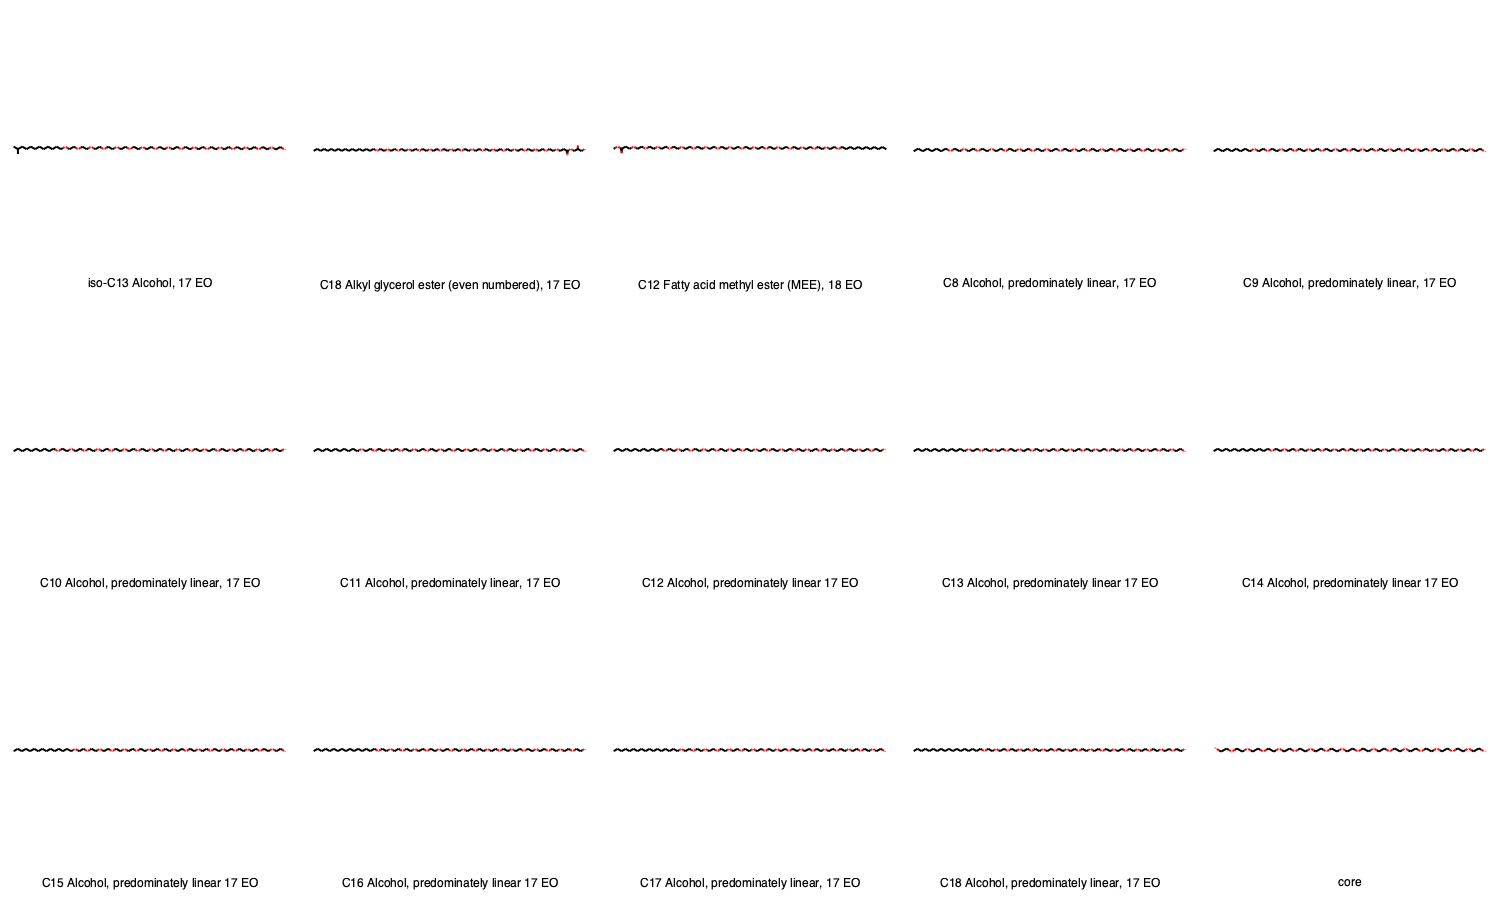 iso-C13 Alcohol, 17 EO
C18 Alkyl glycerol ester (even numbered), 17 EO
C12 Fatty acid methyl ester (MEE), 18 EO
C8 Alcohol, predominately linear, 17 EO
C9 Alcohol, predominately linear, 17 EO
C10 Alcohol, predominately linear, 17 EO
C11 Alcohol, predominately linear, 17 EO
C12 Alcohol, predominately linear 17 EO
C13 Alcohol, predominately linear 17 EO
C14 Alcohol, predominately linear 17 EO
C15 Alcohol, predominately linear 17 EO
C16 Alcohol, predominately linear 17 EO
C17 Alcohol, predominately linear, 17 EO
C18 Alcohol, predominately linear, 17 EO
core